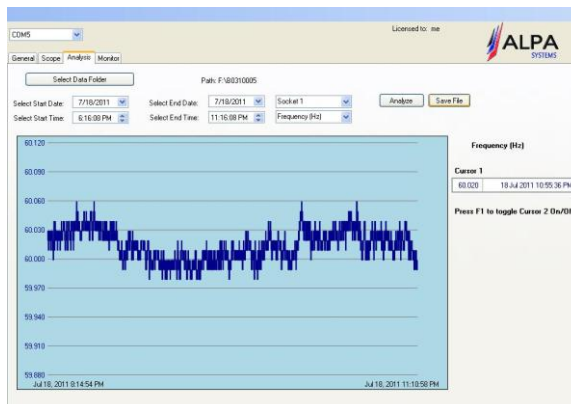 COM5
Licensed to: me
ALPA
SYSTEMS
General Scope Analysis Monitor
Select Data Folder
Path: F:\B0310005
Select Start Date: 7/18/2011 Select End Date: 7/18/2011 Socket 1 Analyze Save File
Select Start Time: 6:16:08 PM Select End Time: 11:16:08 PM Frequency (Hz)
60.120
60.090
60.060
60.030
60.000
59.970
59.940
59.910
59.880
Jul 18, 2011 8:14:54 PM
Jul 18, 2011 11:18:58 PM
Frequency (Hz)
Cursor 1
60.020 18 Jul 2011 10:55:36 PM
Press F1 to toggle Cursor 2 On/Of